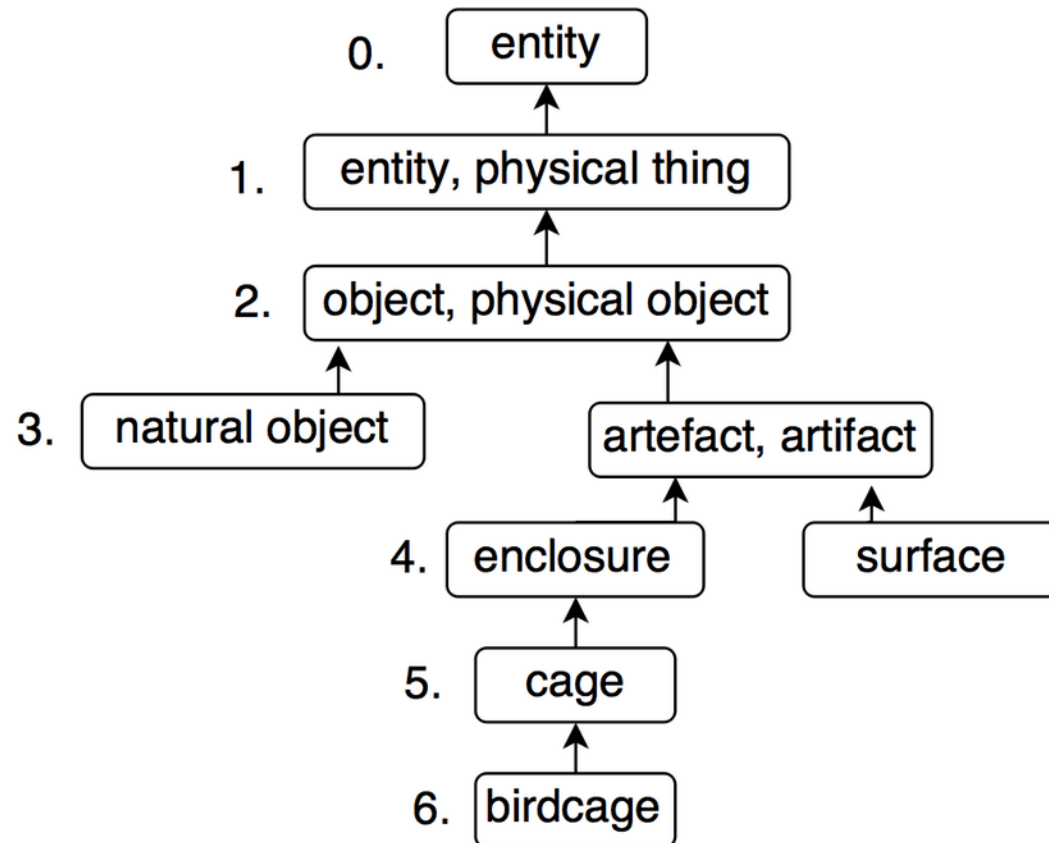 0. entity
1. entity, physical thing
2. object, physical object
3. natural object
artefact, artifact
4. enclosure
surface
5. cage
6. birdcage